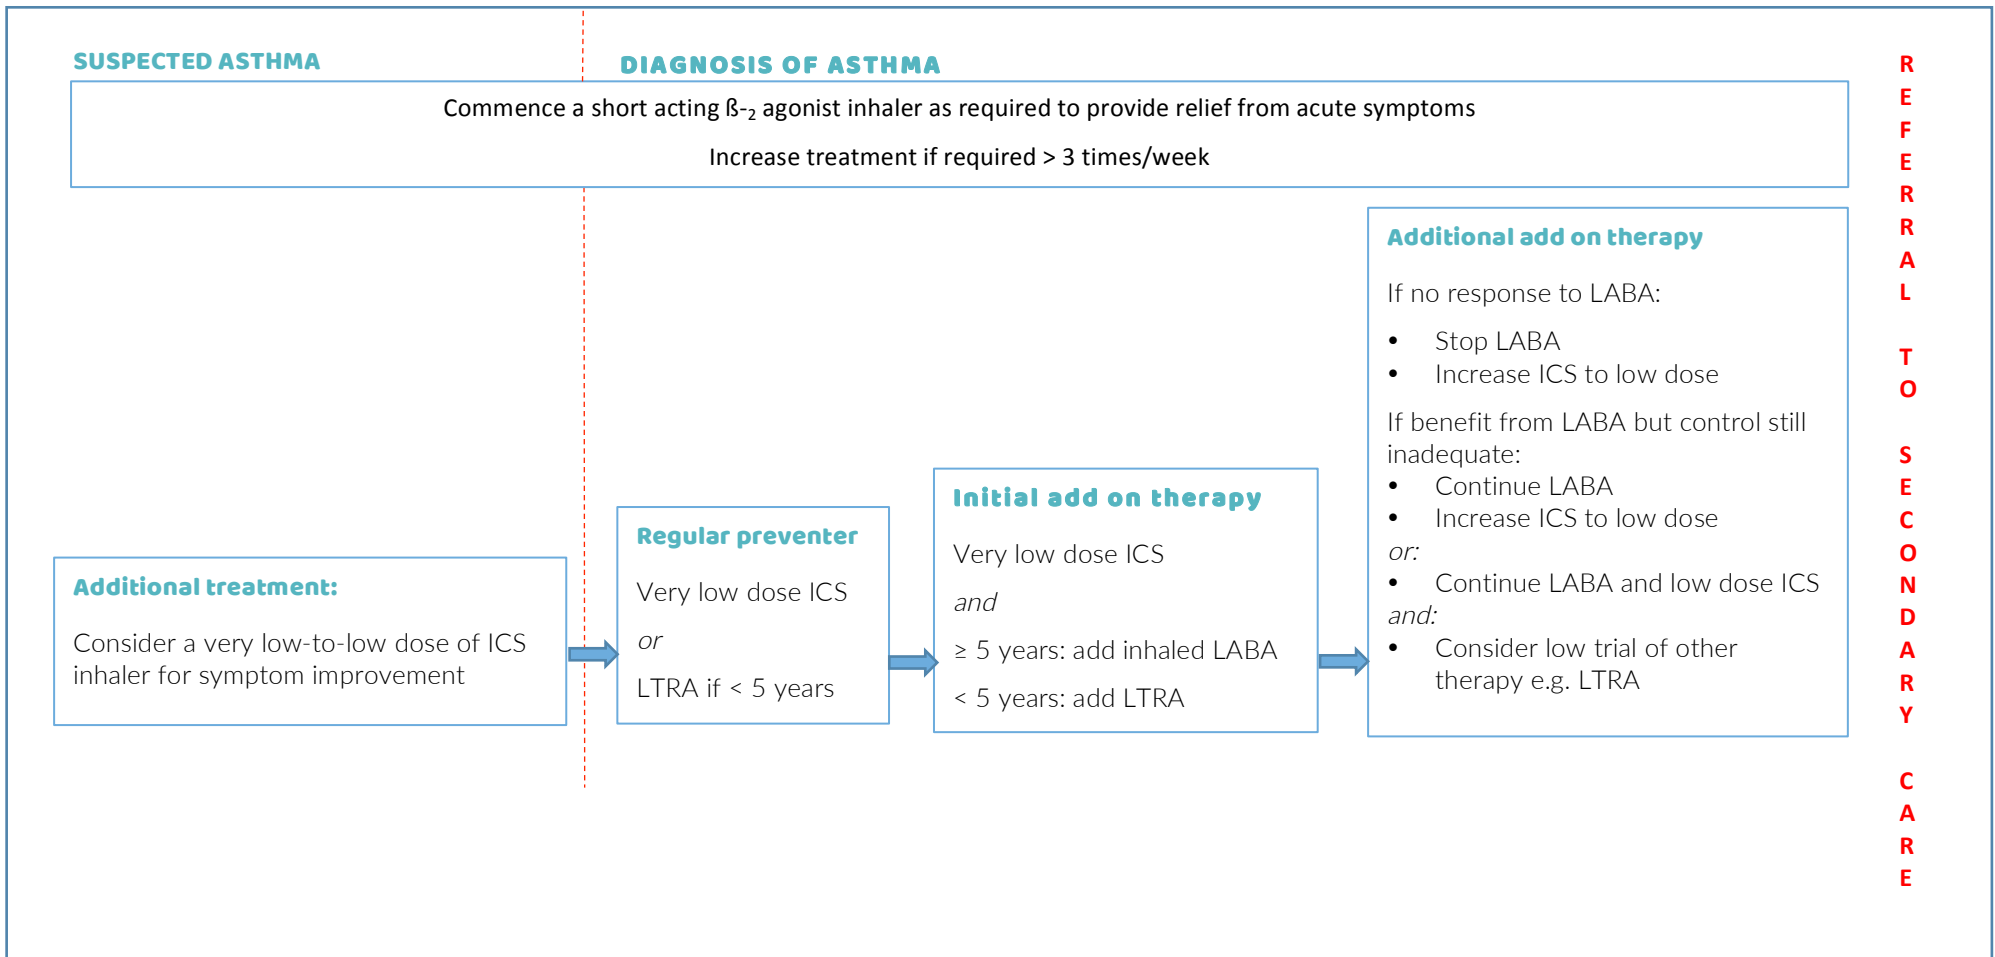 SUSPECTED ASTHMA
DIAGNOSIS OF ASTHMA
Commence a short acting ß-₂ agonist inhaler as required to provide relief from acute symptoms
Increase treatment if required > 3 times/week
Additional treatment:
Consider a very low-to-low dose of ICS
inhaler for symptom improvement
Regular preventer
Very low dose ICS
or
LTRA if < 5 years
Initial add on therapy
Very low dose ICS
and
≥ 5 years: add inhaled LABA
< 5 years: add LTRA
Additional add on therapy
If no response to LABA:
• Stop LABA
• Increase ICS to low dose
If benefit from LABA but control still
inadequate:
• Continue LABA
• Increase ICS to low dose
or:
• Continue LABA and low dose ICS
and:
• Consider low trial of other
therapy e.g. LTRA
REFERRAL TO SECONDARY CARE